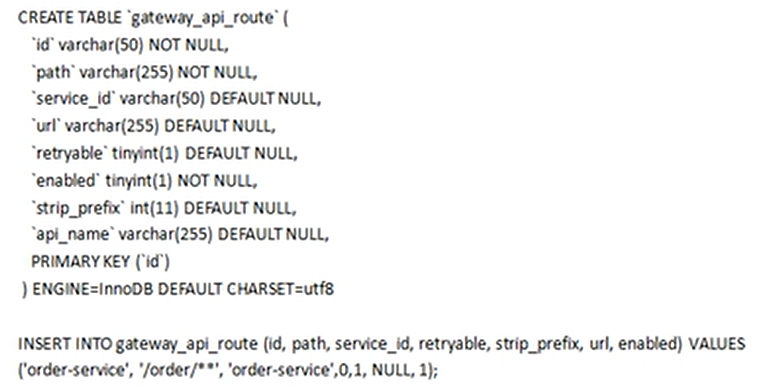 CREATE TABLE `gateway_api_route` (
`id` varchar(50) NOT NULL,
`path` varchar(255) NOT NULL,
`service_id` varchar(50) DEFAULT NULL,
`url` varchar(255) DEFAULT NULL,
`retryable` tinyint(1) DEFAULT NULL,
`enabled` tinyint(1) NOT NULL,
`strip_prefix` int(11) DEFAULT NULL,
`api_name` varchar(255) DEFAULT NULL,
PRIMARY KEY (`id`)
) ENGINE=InnoDB DEFAULT CHARSET=utf8
INSERT INTO gateway_api_route (id, path, service_id, retryable, strip_prefix, url, enabled) VALUES
('order-service', '/order/**', 'order-service',0,1, NULL, 1);